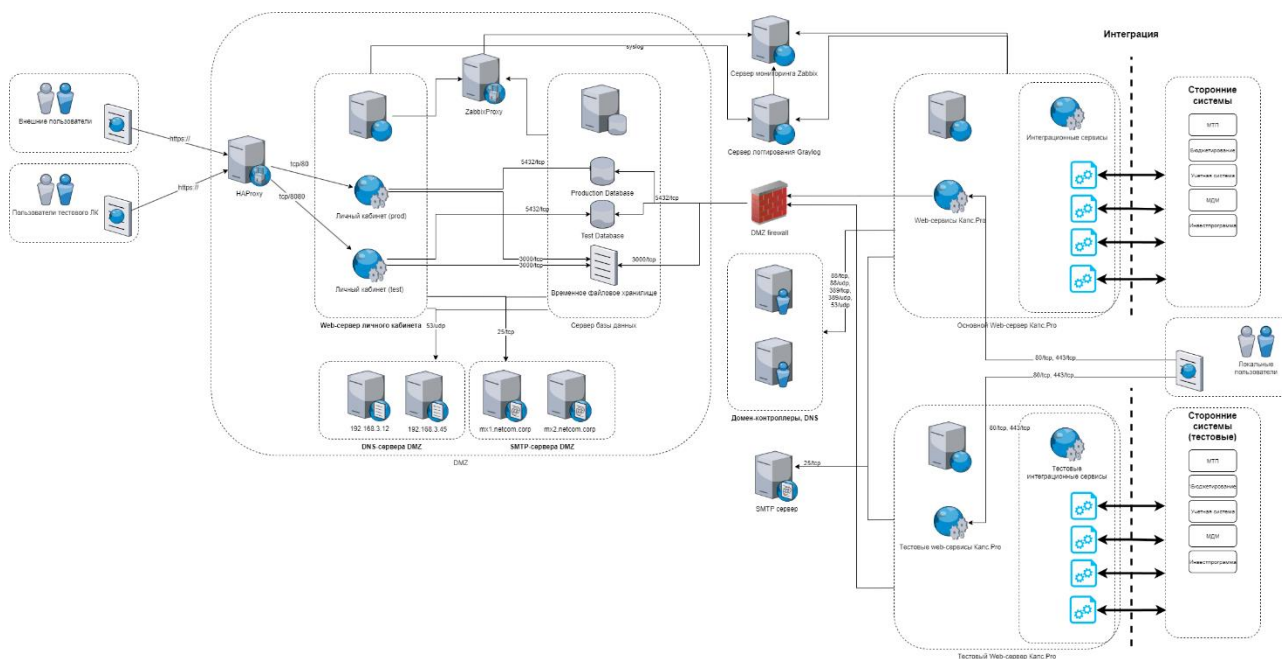 Внешние пользователи
Пользователи тестового ЛК
https://
https://
HAProxy
tcp/80
tcp/8080
syslog
ZabbixProxy
Личный кабинет (prod)
Личный кабинет (test)
Web-сервер личного кабинета
5432/tcp
5432/tcp
3000/tcp
3000/tcp
Production Database
Test Database
Временное файловое хранилище
Сервер базы данных
5432/tcp
3000/tcp
53/udp
25/tcp
192.168.3.12
192.168.3.45
DNS-сервера DMZ
mx1.netcom.corp
mx2.netcom.corp
SMTP-сервера DMZ
DMZ
Сервер мониторинга Zabbix
Сервер логгирования Graylog
DMZ firewall
88/udp,
389/tcp,
389/udp,
53/udp
Домен-контроллеры, DNS
25/tcp
SMTP сервер
Интеграция
Интеграционные сервисы
Web-сервисы Канс.Pro
Основной Web-сервер Канс.Pro
Сторонние
системы
МТП
Бюджетирование
Учетная система
МДМ
Инвестпрограмма
80/tcp, 443/tcp
80/tcp, 443/tcp
Локальные
пользователи
80/tcp, 443/tcp
Тестовые
интеграционные сервисы
Тестовые web-сервисы Канс.Pro
Тестовый Web-сервер Канс.Pro
Сторонние
системы
(тестовые)
МТП
Бюджетирование
Учетная система
МДМ
Инвестпрограмма